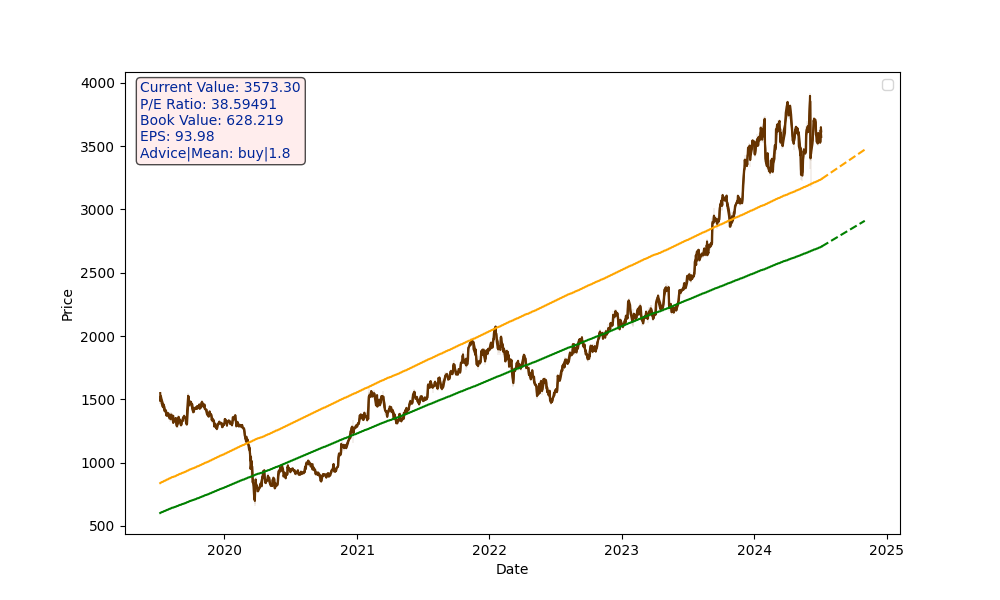 Current Value: 3573.30
P/E Ratio: 38.59491
Book Value: 628.219
EPS: 93.98
Advice|Mean: buy|1.8
4000
3500
3000
2500
2000
1500
1000
500
Price
2020 2021 2022 2023 2024 2025
Date